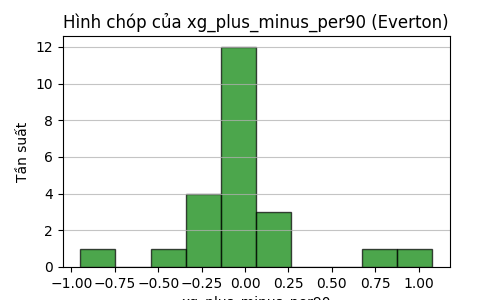 Hình chóp của xg_plus_minus_per90 (Everton)
Tần suất
12
10
8
6
4
2
0
−1.00 −0.75 −0.50 −0.25 0.00 0.25 0.50 0.75 1.00
xg_plus_minus_per90